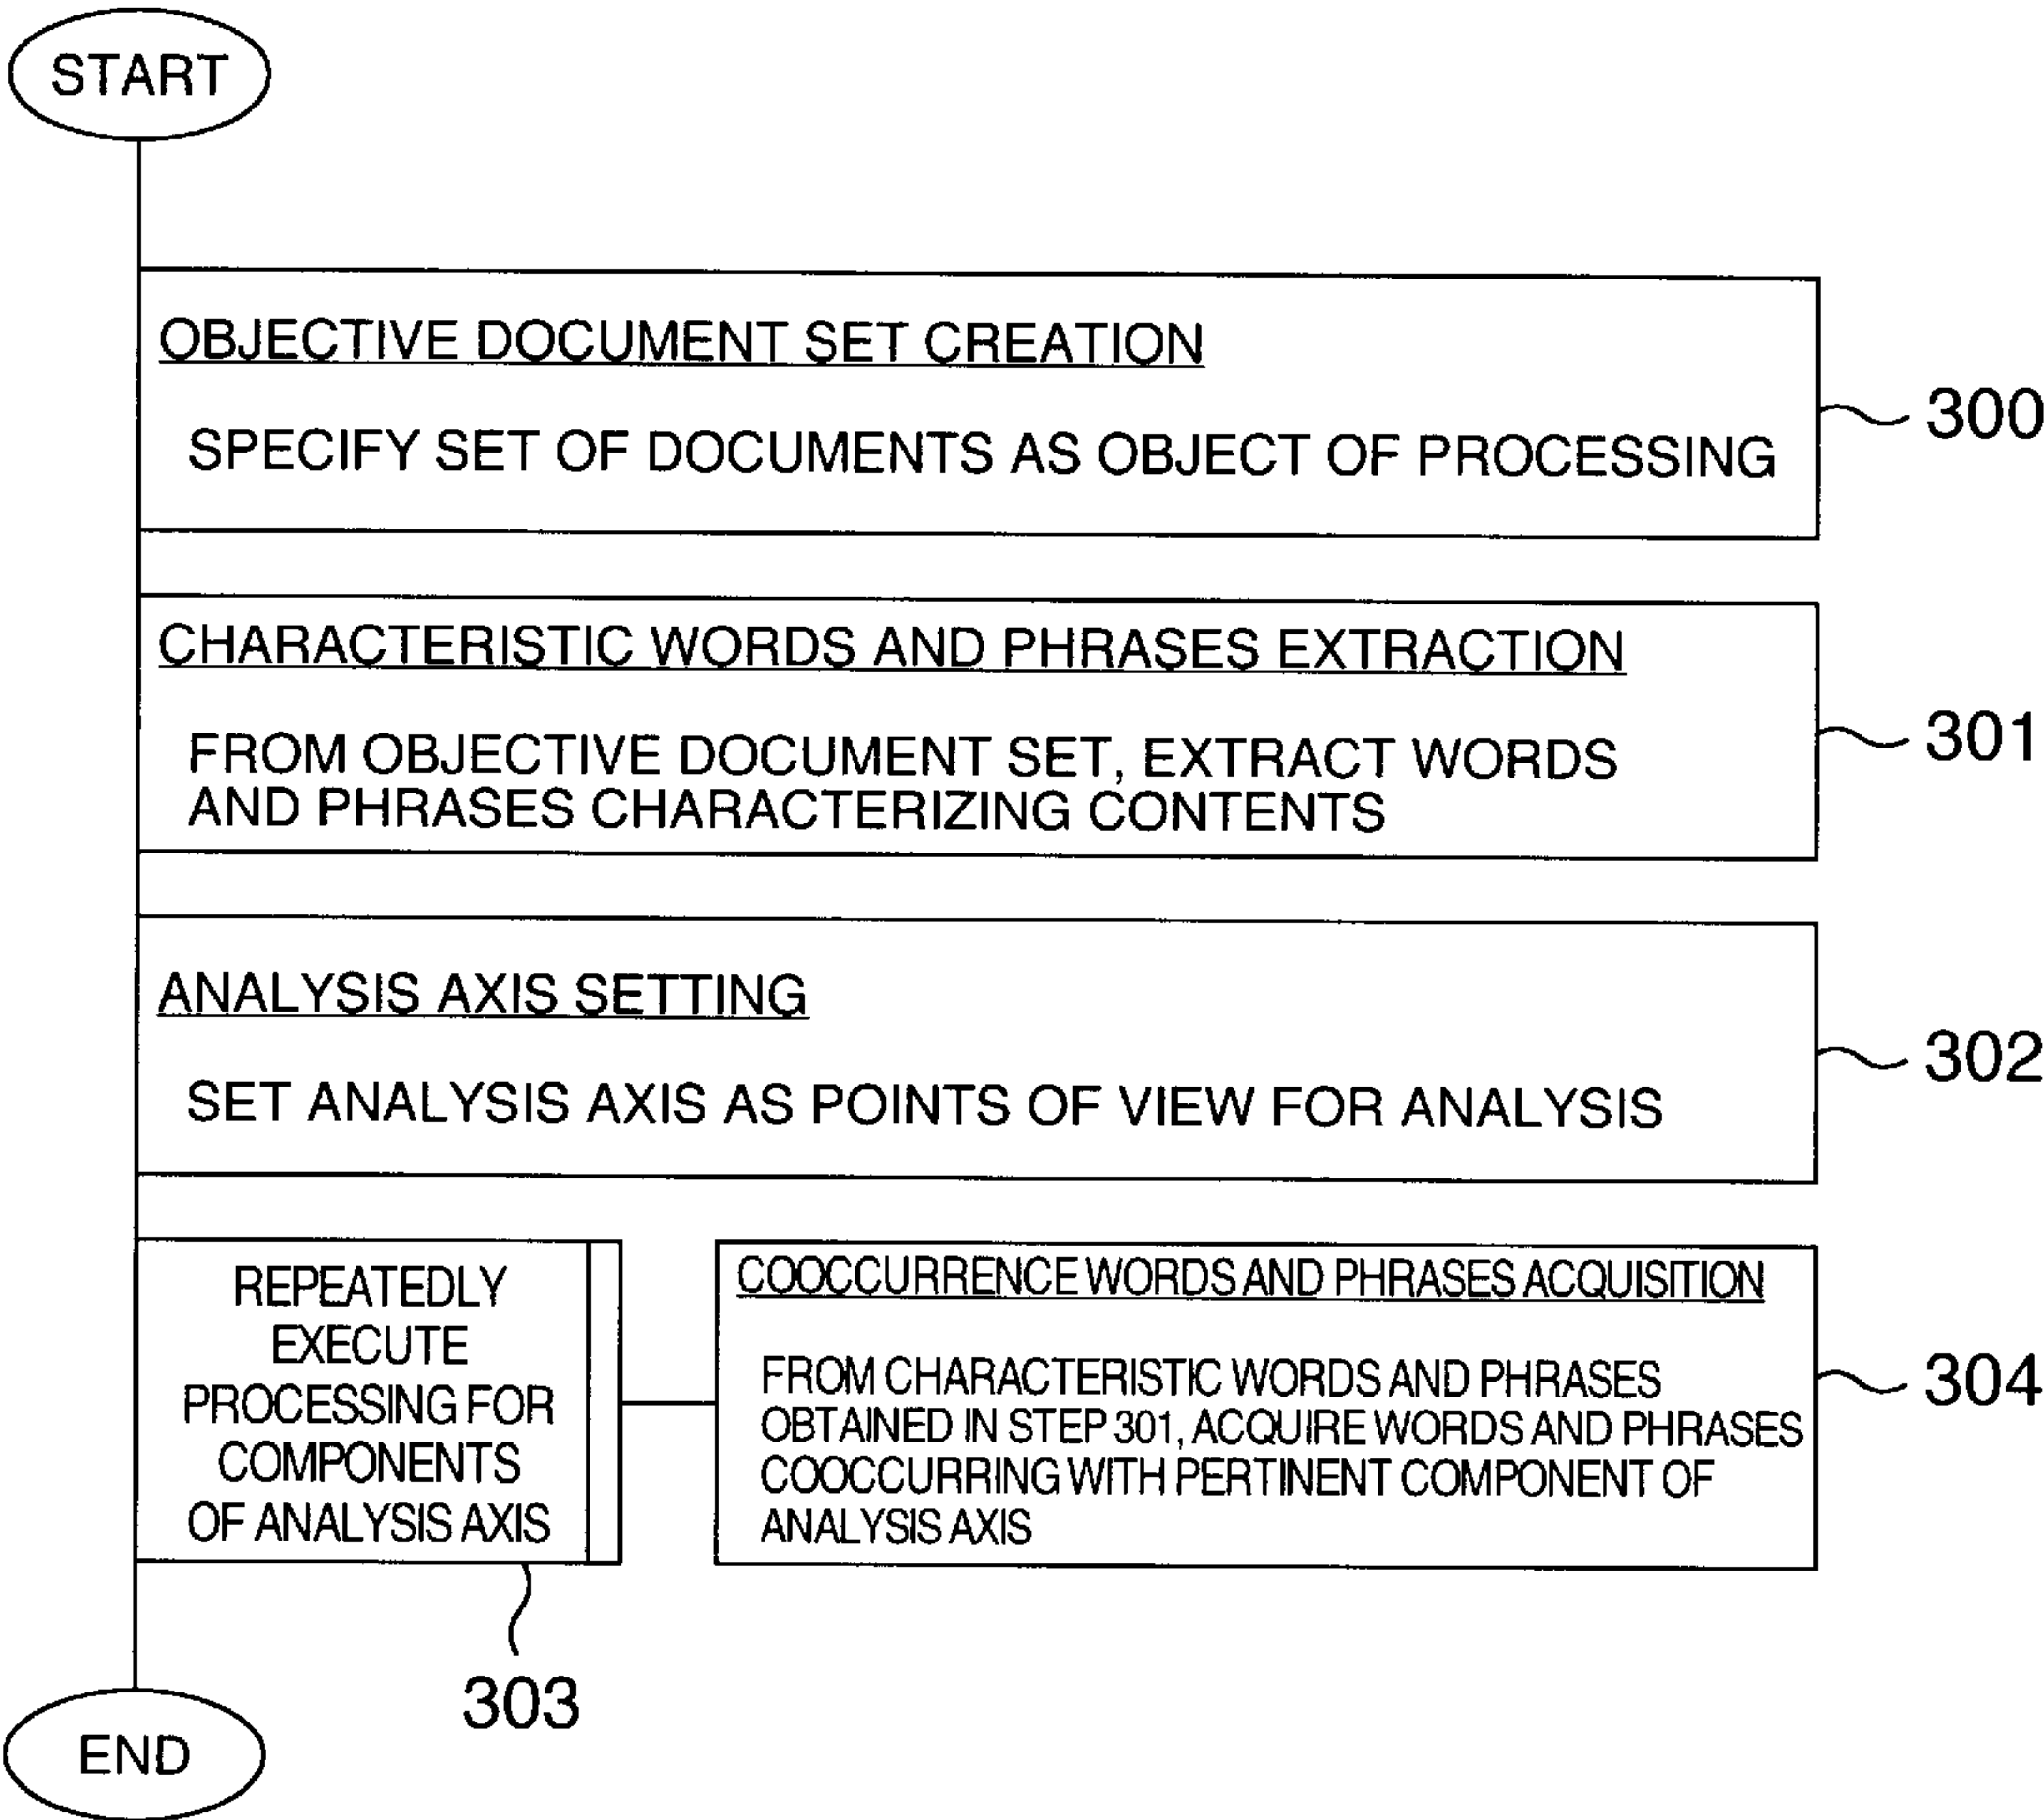 START
OBJECTIVE DOCUMENT SET CREATION
SPECIFY SET OF DOCUMENTS AS OBJECT OF PROCESSING
300
CHARACTERISTIC WORDS AND PHRASES EXTRACTION
FROM OBJECTIVE DOCUMENT SET, EXTRACT WORDS
AND PHRASES CHARACTERIZING CONTENTS
301
ANALYSIS AXIS SETTING
SET ANALYSIS AXIS AS POINTS OF VIEW FOR ANALYSIS
302
REPEATEDLY
EXECUTE
PROCESSING FOR
COMPONENTS
OF ANALYSIS AXIS
303
COOCCURRENCE WORDS AND PHRASES ACQUISITION
FROM CHARACTERISTIC WORDS AND PHRASES
OBTAINED IN STEP 301, ACQUIRE WORDS AND PHRASES
COOCCURRING WITH PERTINENT COMPONENT OF
ANALYSIS AXIS
304
END